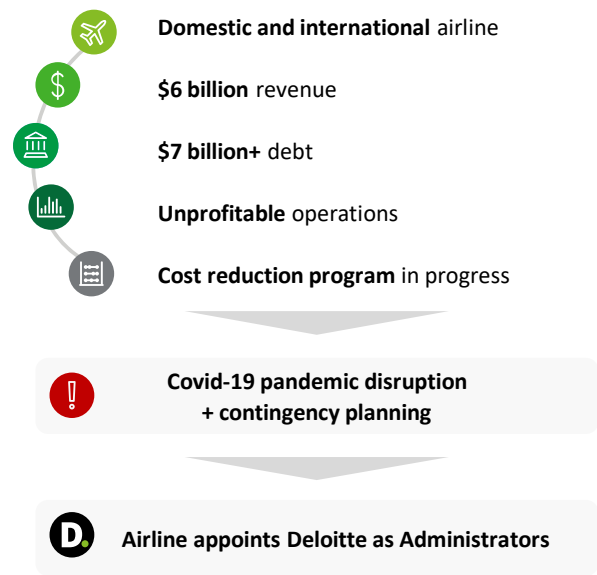 Domestic and international airline
$
$6 billion revenue
$7 billion+ debt
Unprofitable operations
Cost reduction program in progress
!
Covid-19 pandemic disruption
+ contingency planning
D.
Airline appoints Deloitte as Administrators